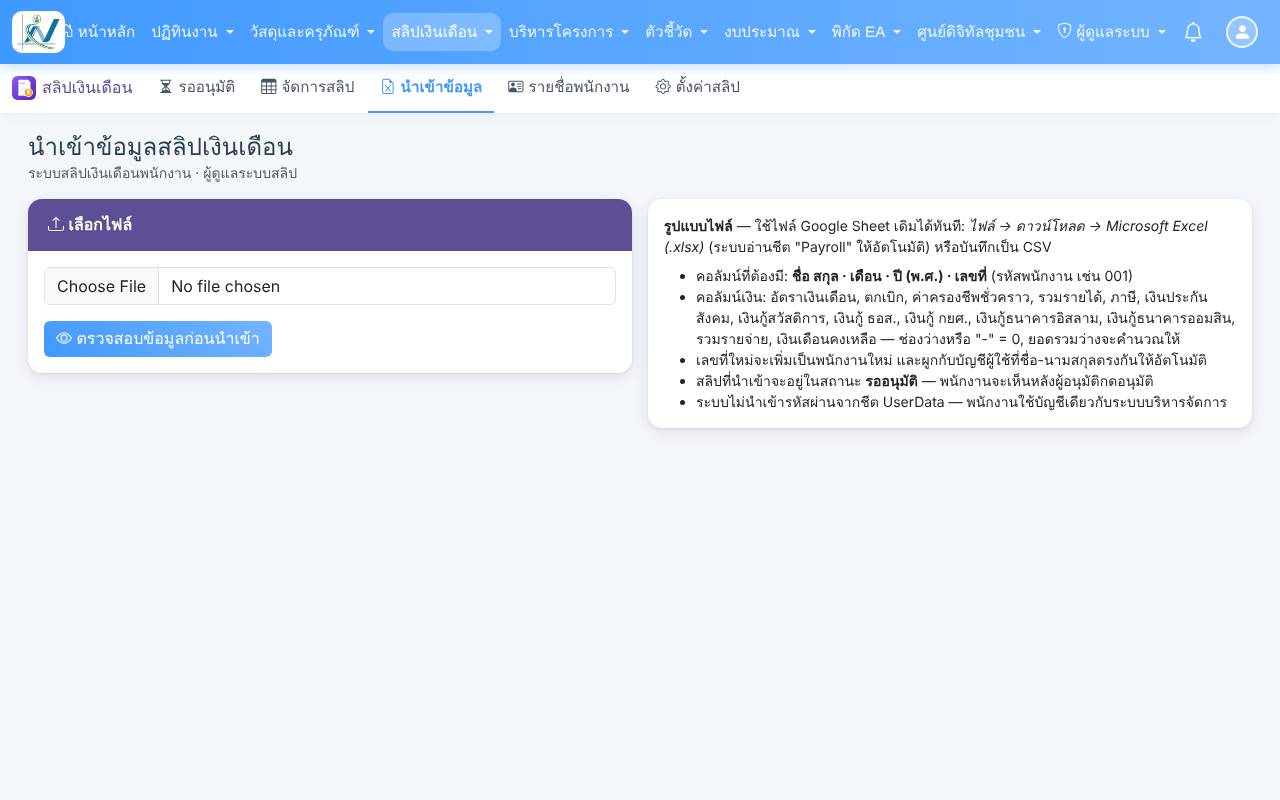 หน้าหลัก ปฏิทินงาน วัสดุและครุภัณฑ์ สลิปเงินเดือน บริหารโครงการ ตัวชี้วัด งบประมาณ พิกัด EA ศูนย์ดิจิทัลชุมชน ผู้ดูแลระบบ
สลิปเงินเดือน รออนุมัติ จัดการสลิป นำเข้าข้อมูล รายชื่อพนักงาน ตั้งค่าสลิป
นำเข้าข้อมูลสลิปเงินเดือน
ระบบสลิปเงินเดือนพนักงาน · ผู้ดูแลระบบสลิป
เลือกไฟล์
Choose File No file chosen
ตรวจสอบข้อมูลก่อนนำเข้า
รูปแบบไฟล์ — ใช้ไฟล์ Google Sheet เดิมได้ทันที: ไฟล์ → ดาวน์โหลด → Microsoft Excel
(.xlsx) (ระบบอ่านชีต "Payroll" ให้อัตโนมัติ) หรือบันทึกเป็น CSV
• คอลัมน์ที่ต้องมี: ชื่อ สกุล · เดือน · ปี (พ.ศ.) · เลขที่ (รหัสพนักงาน เช่น 001)
• คอลัมน์เงิน: อัตราเงินเดือน, ตกเบิก, ค่าครองชีพชั่วคราว, รวมรายได้, ภาษี, เงินประกัน
สังคม, เงินกู้สวัสดิการ, เงินกู้ ธอส., เงินกู้ กยศ., เงินกู้ธนาคารอิสลาม, เงินกู้ธนาคารออมสิน,
รวมรายจ่าย, เงินเดือนคงเหลือ — ช่องว่างหรือ "-" = 0, ยอดรวมว่างจะคำนวณให้
• เลขที่ใหม่จะเพิ่มเป็นพนักงานใหม่ และผูกกับบัญชีผู้ใช้ที่ชื่อ-นามสกุลตรงกันให้อัตโนมัติ
• สลิปที่นำเข้าจะอยู่ในสถานะ รออนุมัติ — พนักงานจะเห็นหลังผู้อนุมัติกดอนุมัติ
• ระบบไม่นำเข้ารหัสผ่านจากชีต UserData — พนักงานใช้บัญชีเดียวกับระบบบริหารจัดการ